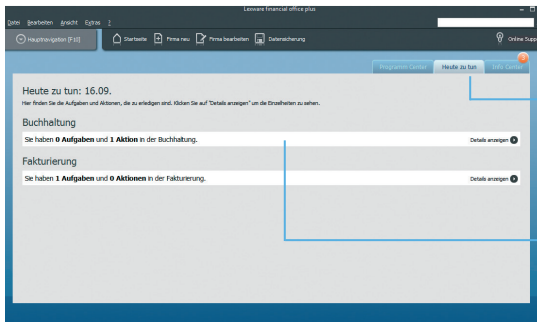 Lexware financial office plus
Datei Bearbeiten Ansicht Extras ?
Hauptnavigation [F10] Startseite Firma neu Firma bearbeiten Datensicherung Online Supp
Programm Center Heute zu tun Info Center
Heute zu tun: 16.09.
Hier finden Sie die Aufgaben und Aktionen, die zu erledigen sind. Klicken Sie auf "Details anzeigen" um die Einzelheiten zu sehen.
Buchhaltung
Sie haben 0 Aufgaben und 1 Aktion in der Buchhaltung. Details anzeigen
Fakturierung
Sie haben 1 Aufgaben und 0 Aktionen in der Fakturierung. Details anzeigen